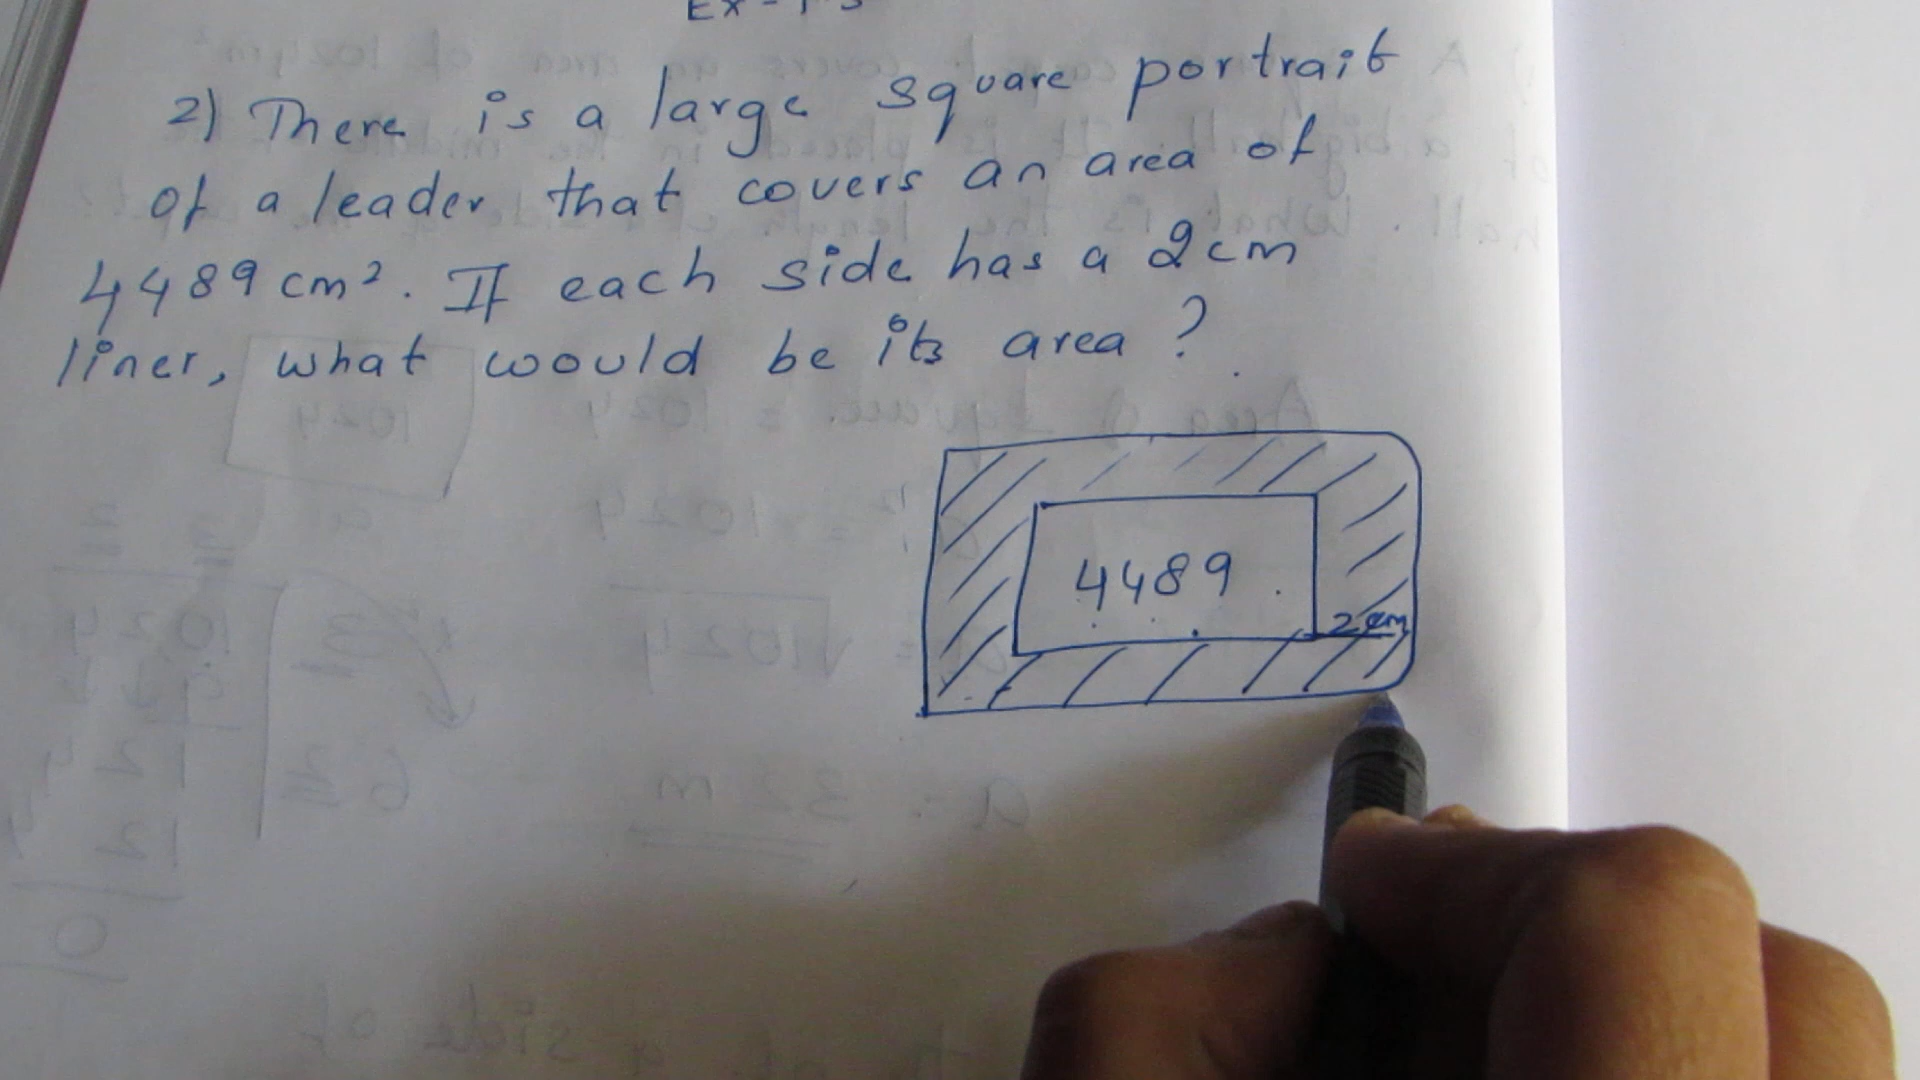 2) There is a large square portrait
of a leader that covers an area of
4489 cm². If each side has a 2cm
liner, what would be its area ?
4489
2cm